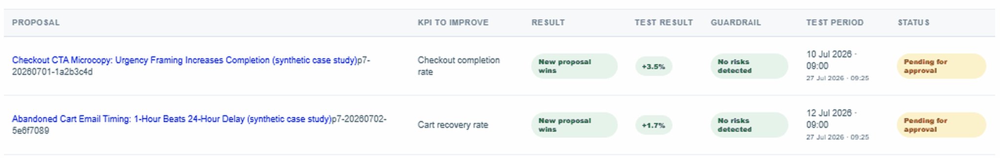 PROPOSAL KPI TO IMPROVE RESULT TEST RESULT GUARDRAIL TEST PERIOD STATUS
Checkout CTA Microcopy: Urgency Framing Increases Completion (synthetic case study)p7-
20260701-1a2b3c4d
Checkout completion
rate
New proposal
wins
+3.5%
No risks
detected
10 Jul 2026 ·
09:00
27 Jul 2026 · 09:25
Pending for
approval
Abandoned Cart Email Timing: 1-Hour Beats 24-Hour Delay (synthetic case study)p7-20260702-
5e6f7089
Cart recovery rate
New proposal
wins
+1.7%
No risks
detected
12 Jul 2026 ·
09:00
27 Jul 2026 · 09:25
Pending for
approval